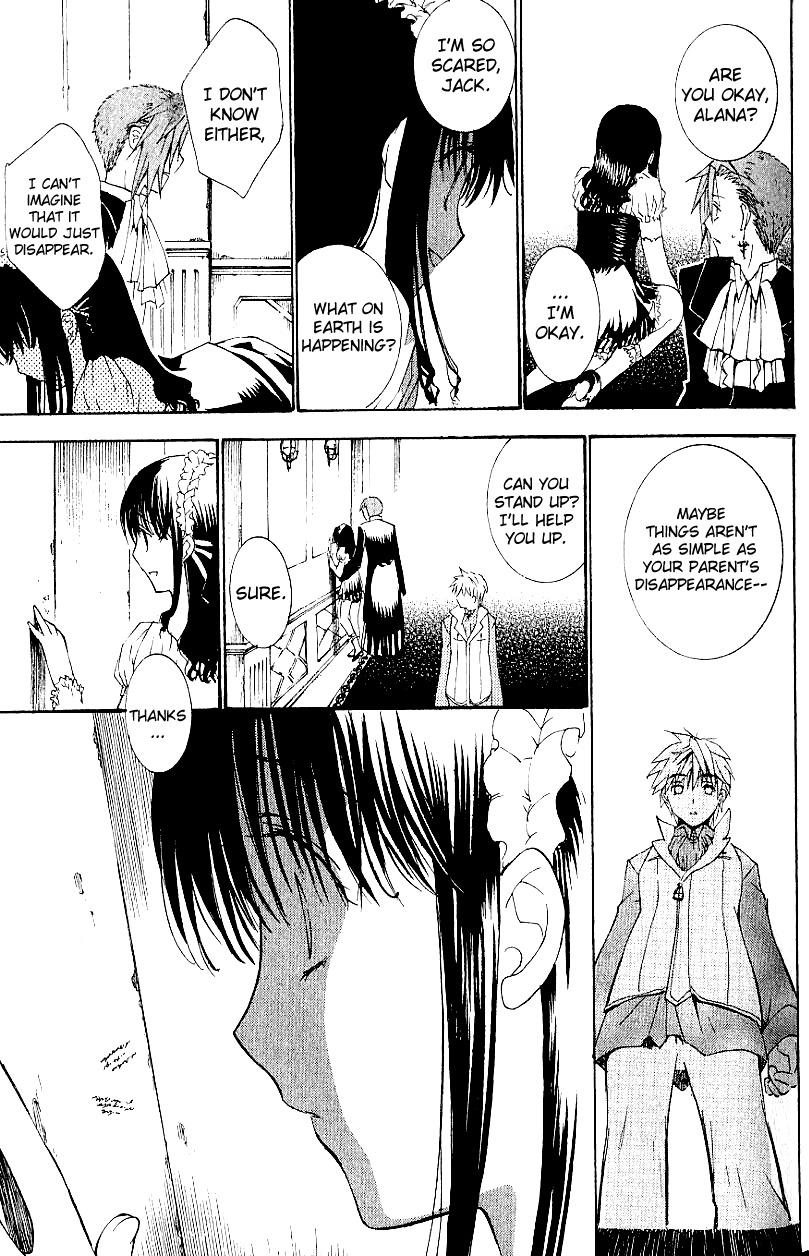 ARE
YOU OKAY,
ALANA?
...
I'M
OKAY.
I'M SO
SCARED,
JACK.
WHAT ON
EARTH IS
HAPPENING?
I DON'T
KNOW
EITHER,
I CAN'T
IMAGINE
THAT IT
WOULD JUST
DISAPPEAR.
MAYBE
THINGS AREN'T
AS SIMPLE AS
YOUR PARENT'S
DISAPPEARANCE--
CAN YOU
STAND UP?
I'LL HELP
YOU UP.
SURE.
THANKS
...